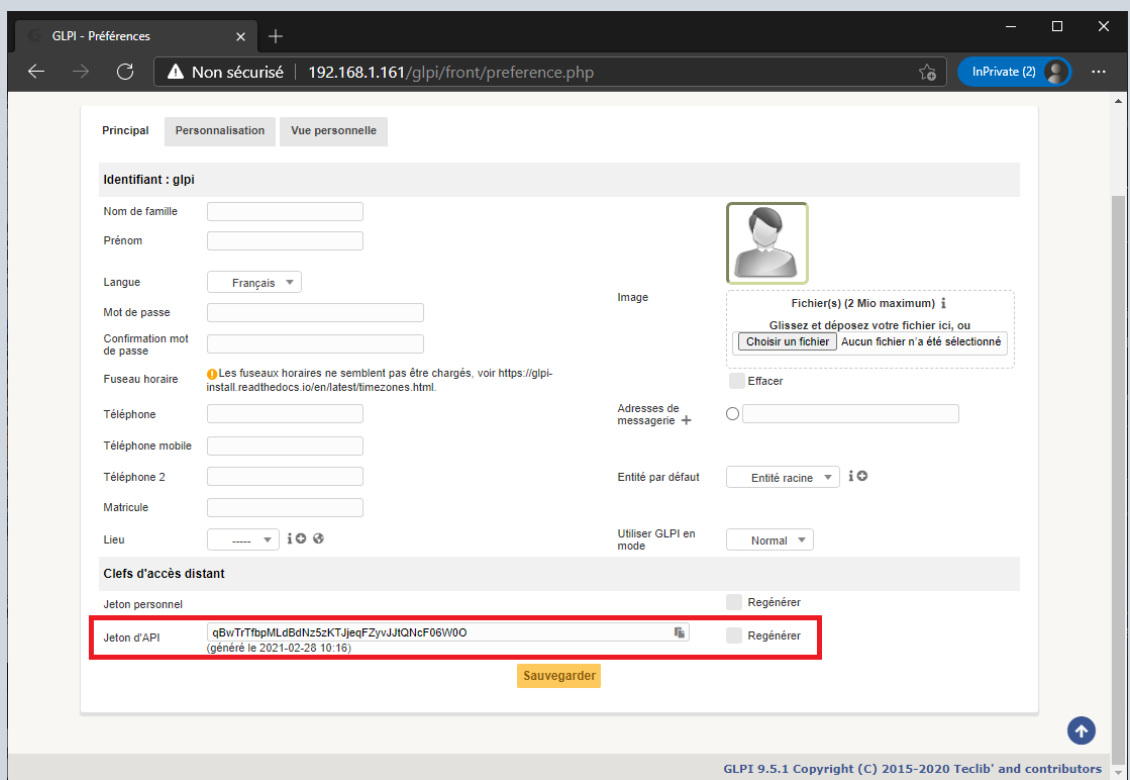 GLPI - Préférences
Non sécurisé 192.168.1.161/glpi/front/preference.php InPrivate (2)
Principal Personnalisation Vue personnelle
Identifiant : glpi
Nom de famille
Prénom
Langue Français
Image
Fichier(s) (2 Mio maximum)
Glissez et déposez votre fichier ici, ou
Choisir un fichier Aucun fichier n'a été sélectionné
Effacer
Mot de passe
Confirmation mot
de passe
Fuseau horaire Les fuseaux horaires ne semblent pas être chargés, voir https://glpi-
install.readthedocs.io/en/latest/timezones.html.
Téléphone
Adresses de
messagerie
Téléphone mobile
Téléphone 2
Entité par défaut Entité racine
Matricule
Lieu -----
Utiliser GLPI en
mode
Normal
Clefs d'accès distant
Jeton personnel Regénérer
Jeton d'API qBwTrTfbpMLdBdNz5zKTJjeqFZyvJJtQNcF06W0O Regénérer
(généré le 2021-02-28 10:16)
Sauvegarder
GLPI 9.5.1 Copyright (C) 2015-2020 Teclib' and contributors